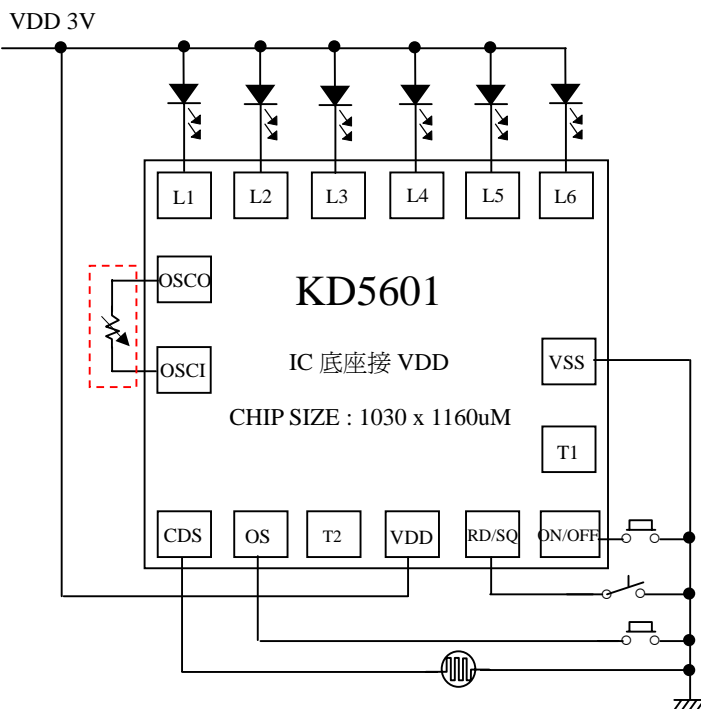 VDD 3V
L1 L2 L3 L4 L5 L6
OSCO
KD5601
IC 底座接 VDD
VSS
OSCI
CHIP SIZE : 1030 x 1160uM
T1
CDS OS T2 VDD RD/SQ ON/OFF